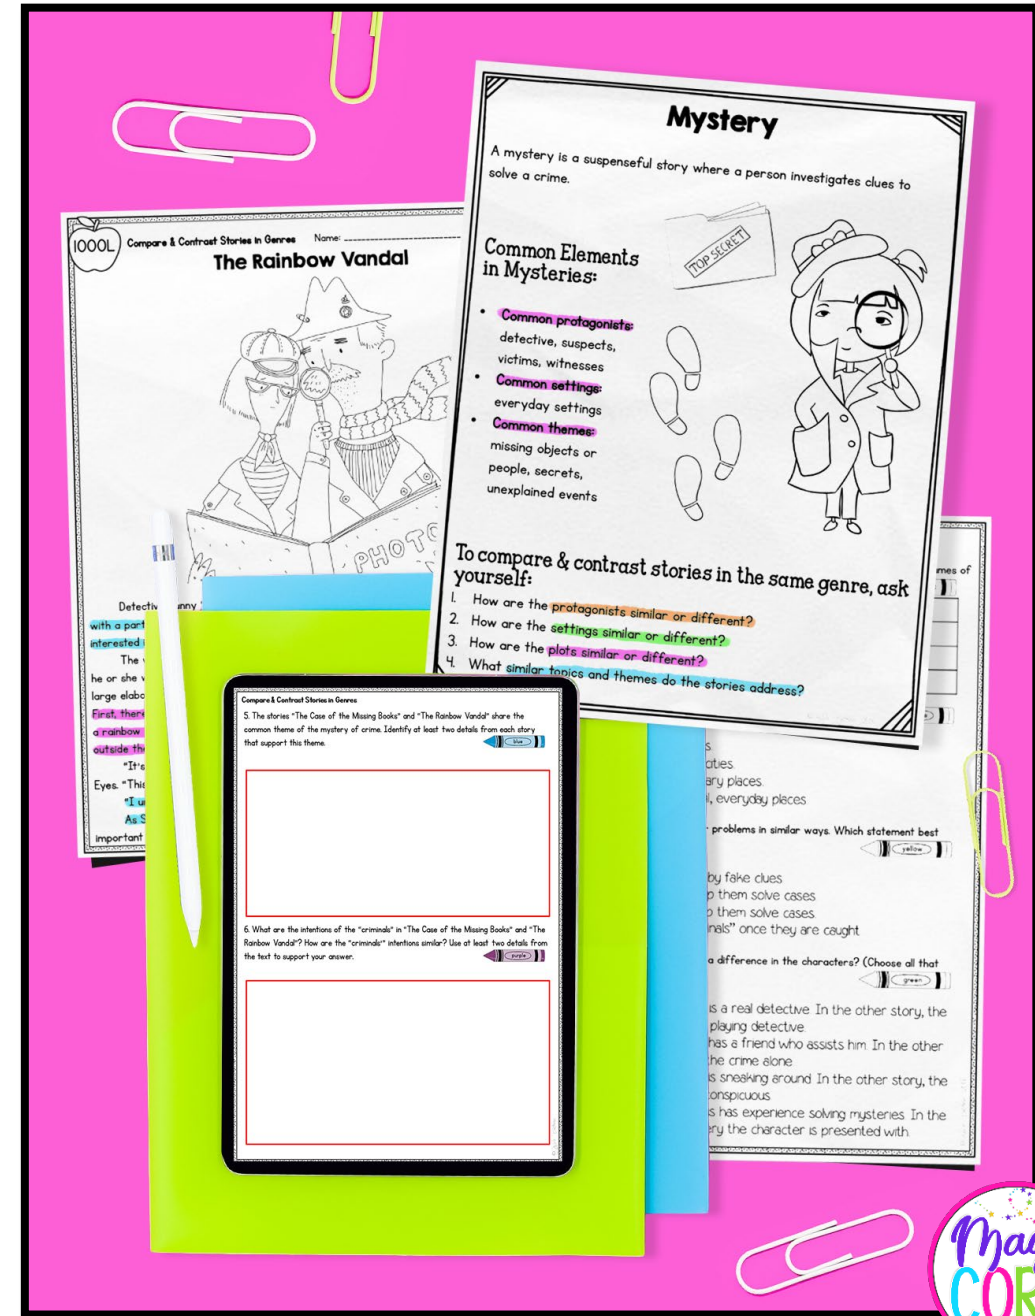 Mystery
A mystery is a suspenseful story where a person investigates clues to
solve a crime.
TOP SECRET
Common Elements
in Mysteries:
• Common protagonists:
detective, suspects,
victims, witnesses
• Common settings:
everyday settings
• Common themes:
missing objects or
people, secrets,
unexplained events
To compare & contrast stories in the same genre, ask
yourself:
1. How are the protagonists similar or different?
2. How are the settings similar or different?
3. How are the plots similar or different?
4. What similar topics and themes do the stories address?
1000L
Compare & Contrast Stories in Genres Name:
The Rainbow Vandal
PHOTO
with a part
interested
The
he or she
large elabo
First, there
a rainbow
outside the
"It's
Eyes. "This
"I
As S
important
Compare & Contrast Stories in Genres
5. The stories "The Case of the Missing Books" and "The Rainbow Vandal" share the
common theme of the mystery of crime. Identify at least two details from each story
that support this theme.
blue
6. What are the intentions of the "criminals" in "The Case of the Missing Books" and "The
Rainbow Vandal"? How are the "criminals'" intentions similar? Use at least two details from
the text to support your answer.
purple
mes of
s.
aties.
ary places.
l, everyday places
problems in similar ways. Which statement best
yellow
by fake clues
p them solve cases
p them solve cases
nals" once they are caught
a difference in the characters? (Choose all that
green
is a real detective. In the other story, the
playing detective.
has a friend who assists him. In the other
he crime alone
is sneaking around. In the other story, the
onspicuous
s has experience solving mysteries. In the
ery the character is presented with.
Mag
COR